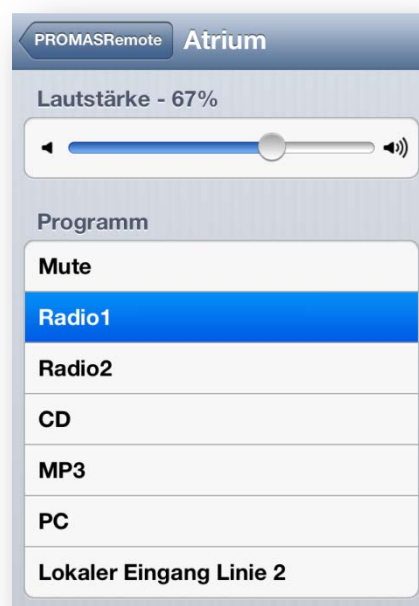 PROMASRemote Atrium
Lautstärke - 67%
Programm
Mute
Radio1
Radio2
CD
MP3
PC
Lokaler Eingang Linie 2